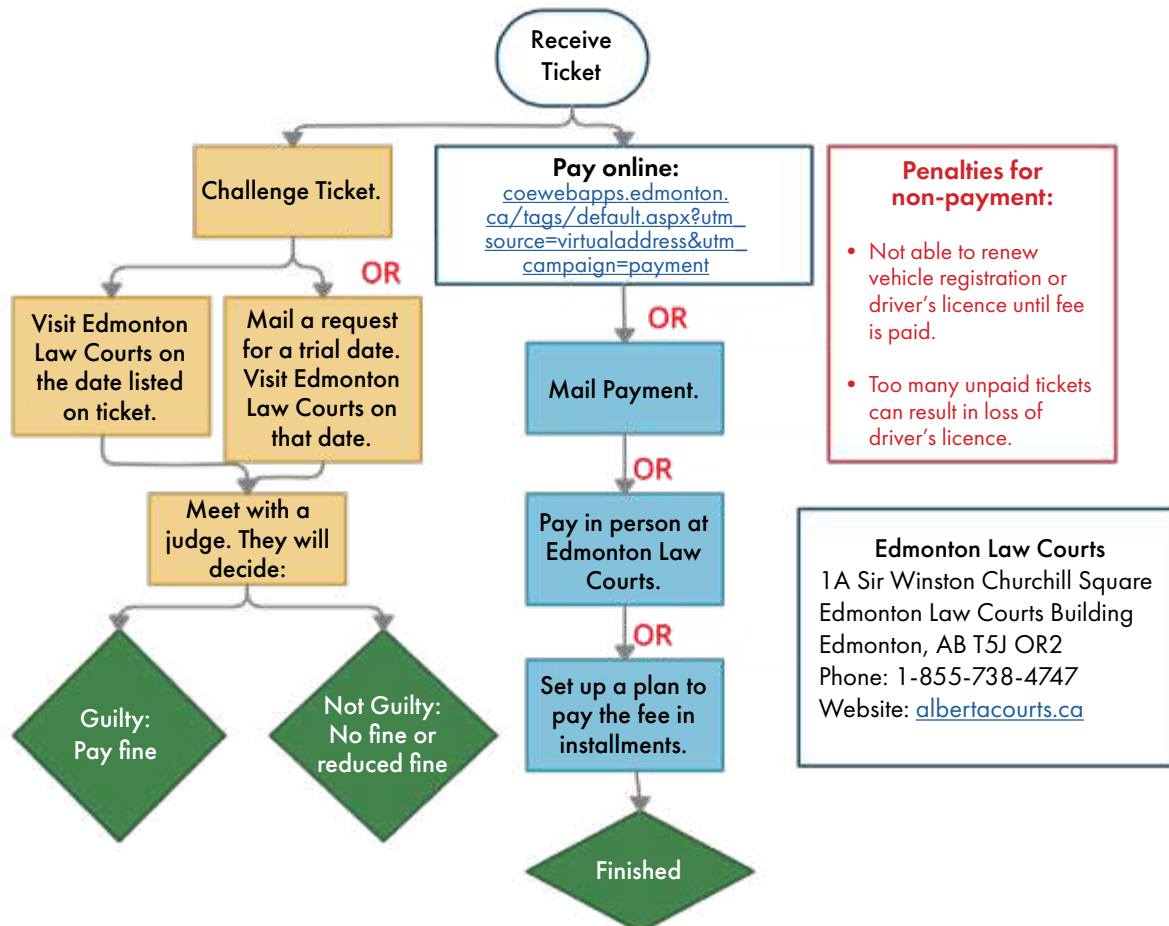 Receive
Ticket
Challenge Ticket.
OR
Visit Edmonton
Law Courts on
the date listed
on ticket.
Mail a request
for a trial date.
Visit Edmonton
Law Courts on
that date.
Meet with a
judge. They will
decide:
Guilty:
Pay fine
Not Guilty:
No fine or
reduced fine
Pay online:
coewebapps.edmonton.
ca/tags/default.aspx?utm_
source=virtualaddress&utm_
campaign=payment
OR
Mail Payment.
OR
Pay in person at
Edmonton Law
Courts.
OR
Set up a plan to
pay the fee in
installments.
Finished
Penalties for
non-payment:
• Not able to renew
vehicle registration or
driver's licence until fee
is paid.
• Too many unpaid tickets
can result in loss of
driver's licence.
Edmonton Law Courts
1A Sir Winston Churchill Square
Edmonton Law Courts Building
Edmonton, AB T5J OR2
Phone: 1-855-738-4747
Website: albertacourts.ca